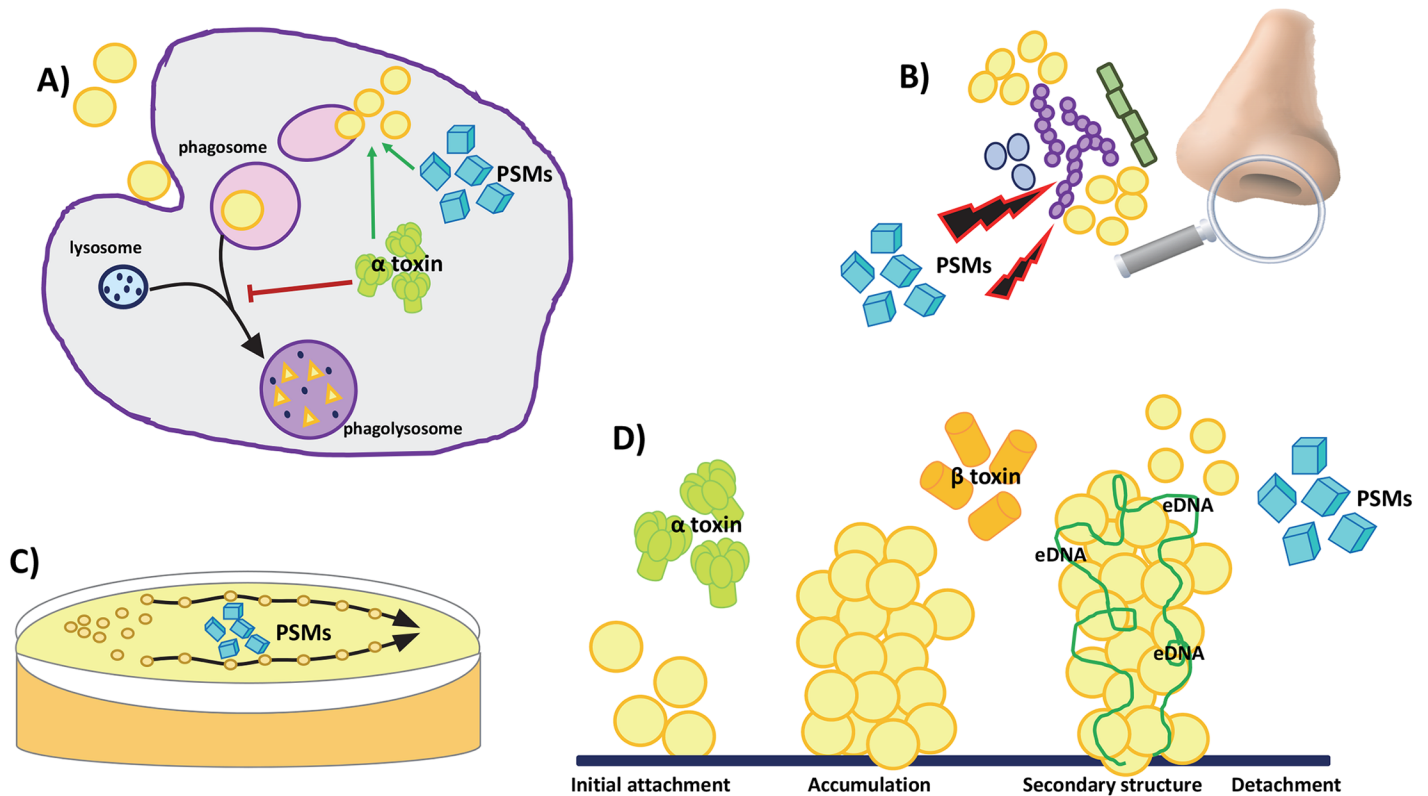 A)
phagosome
PSMs
lysosome
α toxin
phagolysosome
B)
PSMs
C)
PSMs
D)
α toxin
β toxin
eDNA
eDNA
eDNA
PSMs
Initial attachment
Accumulation
Secondary structure
Detachment